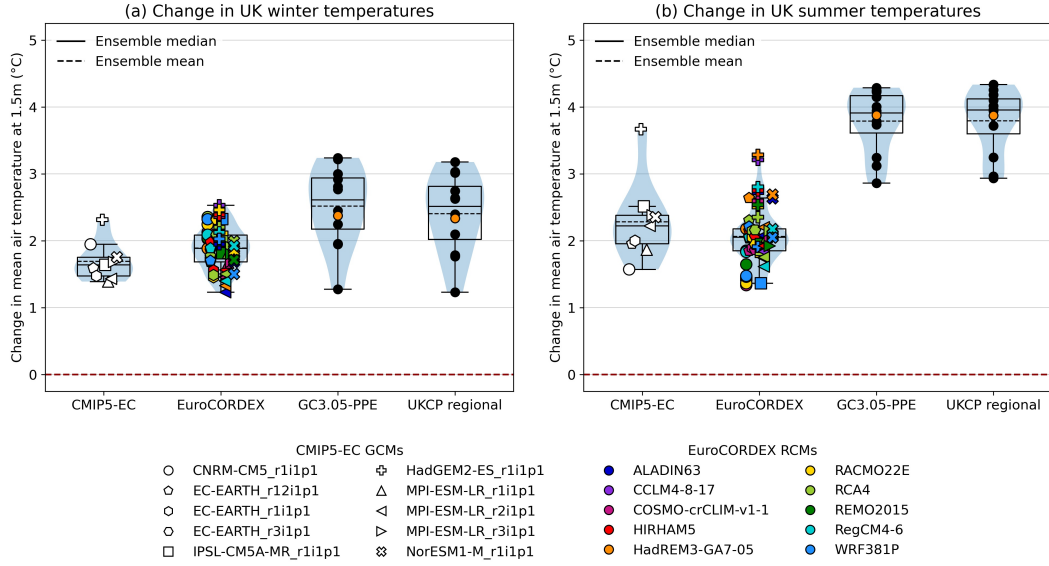 (a) Change in UK winter temperatures
Change in mean air temperature at 1.5m (°C)
5
4
3
2
1
0
Ensemble median
Ensemble mean
CMIP5-EC
EuroCORDEX
GC3.05-PPE
UKCP regional
(b) Change in UK summer temperatures
Change in mean air temperature at 1.5m (°C)
5
4
3
2
1
0
Ensemble median
Ensemble mean
CMIP5-EC
EuroCORDEX
GC3.05-PPE
UKCP regional
CMIP5-EC GCMs
CNRM-CM5_r1i1p1
EC-EARTH_r12i1p1
EC-EARTH_r1i1p1
EC-EARTH_r3i1p1
IPSL-CM5A-MR_r1i1p1
HadGEM2-ES_r1i1p1
MPI-ESM-LR_r1i1p1
MPI-ESM-LR_r2i1p1
MPI-ESM-LR_r3i1p1
NorESM1-M_r1i1p1
EuroCORDEX RCMs
ALADIN63
CCLM4-8-17
COSMO-crCLIM-v1-1
HIRHAM5
HadREM3-GA7-05
RACMO22E
RCA4
REMO2015
RegCM4-6
WRF381P